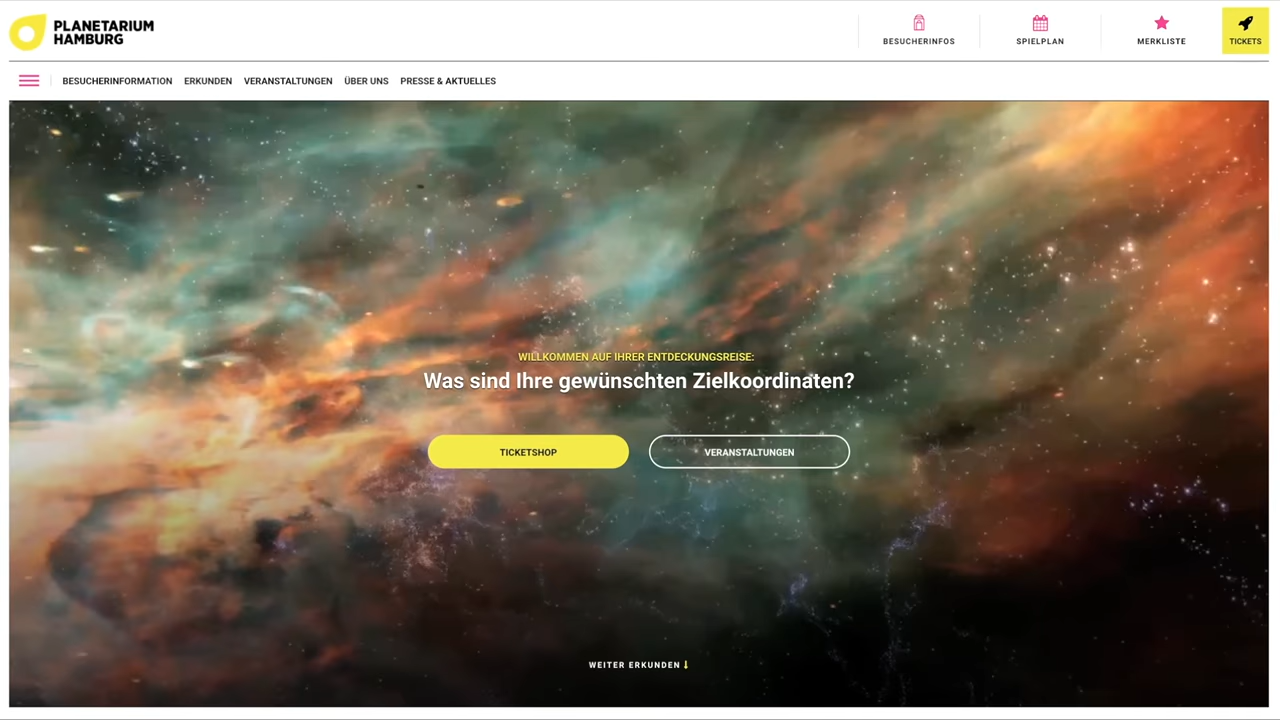 PLANETARIUM
HAMBURG
BESUCHERINFOS
SPIELPLAN
MERKLISTE
TICKETS
BESUCHERINFORMATION
ERKUNDEN
VERANSTALTUNGEN
ÜBER UNS
PRESSE & AKTUELLES
WILLKOMMEN AUF IHRER ENTDECKUNGSREISE:
Was sind Ihre gewünschten Zielkoordinaten?
TICKETSHOP
VERANSTALTUNGEN
WEITER ERKUNDEN